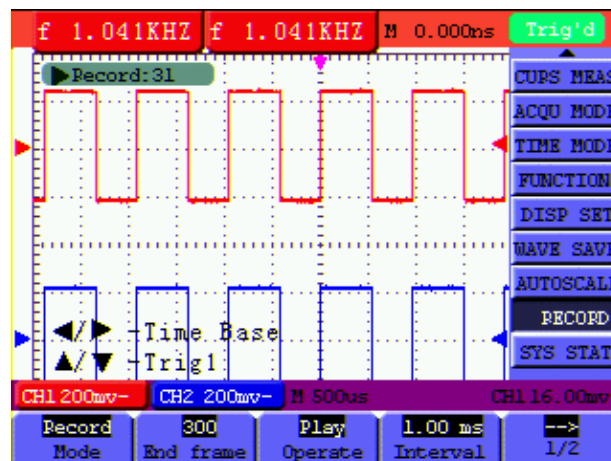 f 1.041KHZ f 1.041KHZ M 0.000ns Trig'd
Record:31
CUPS MEAS
ACQU MODE
TIME MODE
FUNCTION
DISP SET
WAVE SAVE
AUTOSCALE
RECORD
SYS STAT
◀/▶ -Time Base
▲/▼ -Trig1
CH1 200mv- CH2 200mv- M 500us CH1 16.00mv
Record 300 Play 1.00 ms -->
Mode End frame Operate Interval 1/2